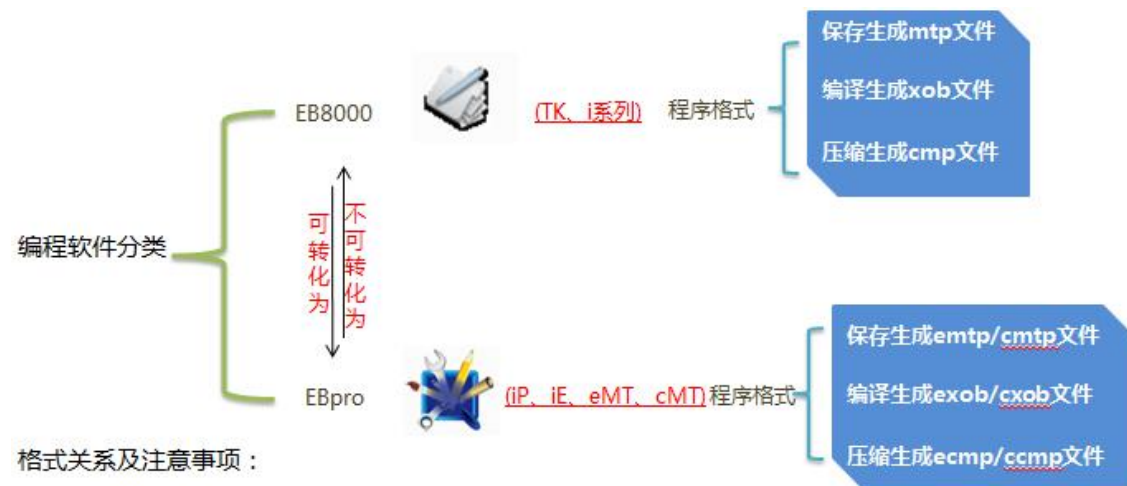 保存生成mtp文件
编译生成xob文件
压缩生成cmp文件
EB8000
(TK、i系列)
程序格式
可转化为
不可转化为
编程软件分类
EBpro
(iP、iE、eMT、cMT)
程序格式
保存生成emtp/cmtp文件
编译生成exob/cxob文件
压缩生成ecmp/ccmp文件
格式关系及注意事项：